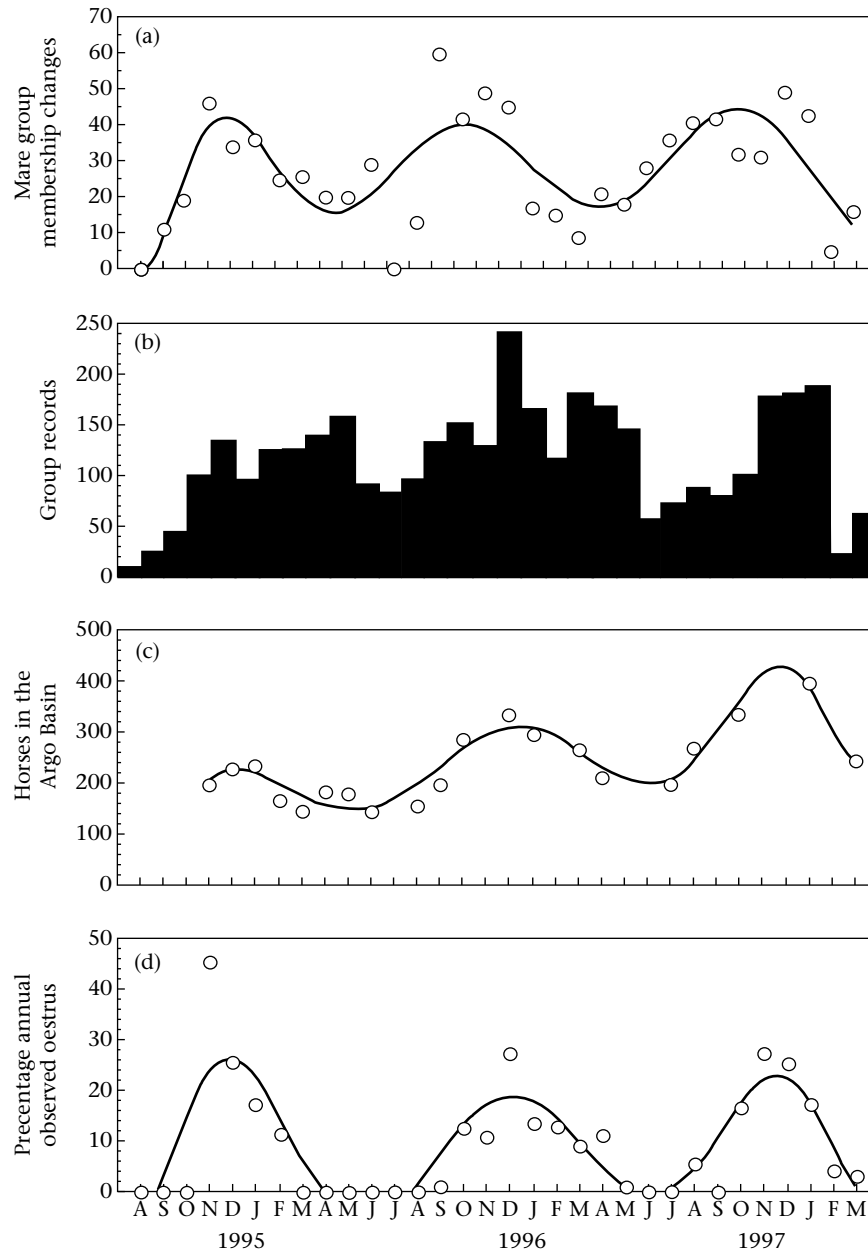 (a)
Mare group
membership changes
70
60
50
40
30
20
10
0
(b)
Group records
250
200
150
100
50
0
(c)
Horses in the
Argo Basin
500
400
300
200
100
0
(d)
Precentage annual
observed oestrus
50
40
30
20
10
0
A S O N D J F M A M J J A S O N D J F M A M J J A S O N D J F M
1995 1996 1997